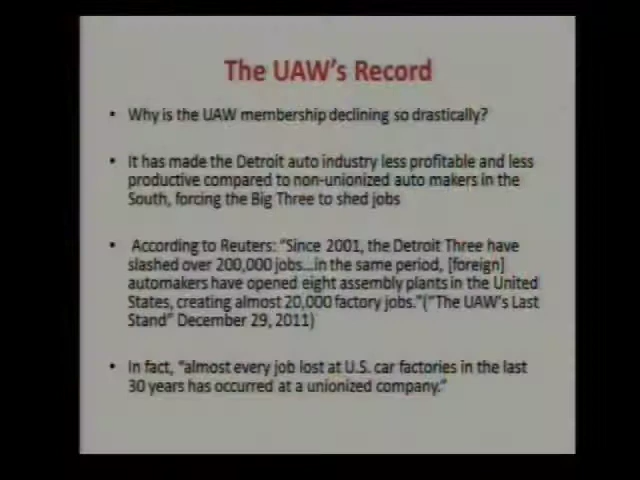 The UAW's Record
• Why is the UAW membership declining so drastically?
• It has made the Detroit auto industry less profitable and less
productive compared to non-unionized auto makers in the
South, forcing the Big Three to shed jobs
• According to Reuters: "Since 2001, the Detroit Three have
slashed over 200,000 jobs...in the same period, [foreign]
automakers have opened eight assembly plants in the United
States, creating almost 20,000 factory jobs."("The UAW's Last
Stand" December 29, 2011)
• In fact, "almost every job lost at U.S. car factories in the last
30 years has occurred at a unionized company."